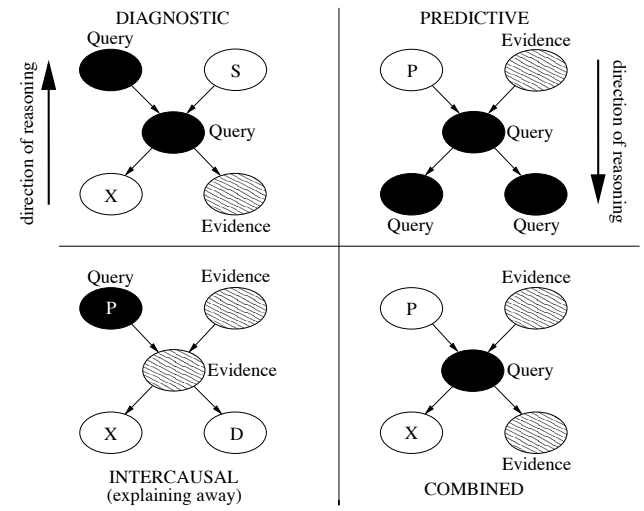 DIAGNOSTIC
Query
S
Query
X
Evidence
direction of reasoning
PREDICTIVE
Evidence
P
Query
Query
Query
direction of reasoning
Query
Evidence
P
Evidence
X
D
INTERCAUSAL
(explaining away)
Evidence
P
Query
X
Evidence
COMBINED